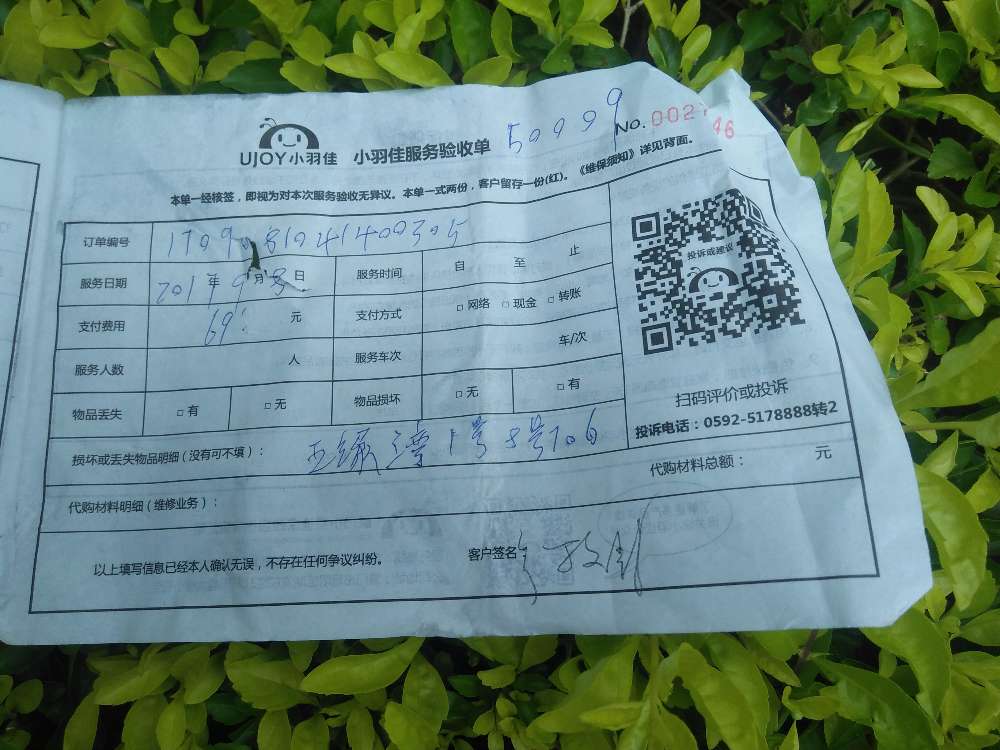 UJOY小羽佳 小羽佳服务验收单 50999 No.002
46
本单一经核签，即视为对本次服务验收无异议。本单一式两份，客户留存一份(红)。《维保须知》详见背面。
订单编号
服务日期 年 9月8日 服务时间 自 至 止
支付费用 69 元 支付方式 □网络 □现金 □转账
服务人数 人 服务车次 车/次
物品丢失 □有 □无 物品损坏 □无 □有
投诉或建议
扫码评价或投诉
投诉电话：0592-5178888转2
损坏或丢失物品明细（没有可不填）： 1号 8号706
代购材料明细（维修业务）： 代购材料总额： 元
以上填写信息已经本人确认无误，不存在任何争议纠纷。 客户签名